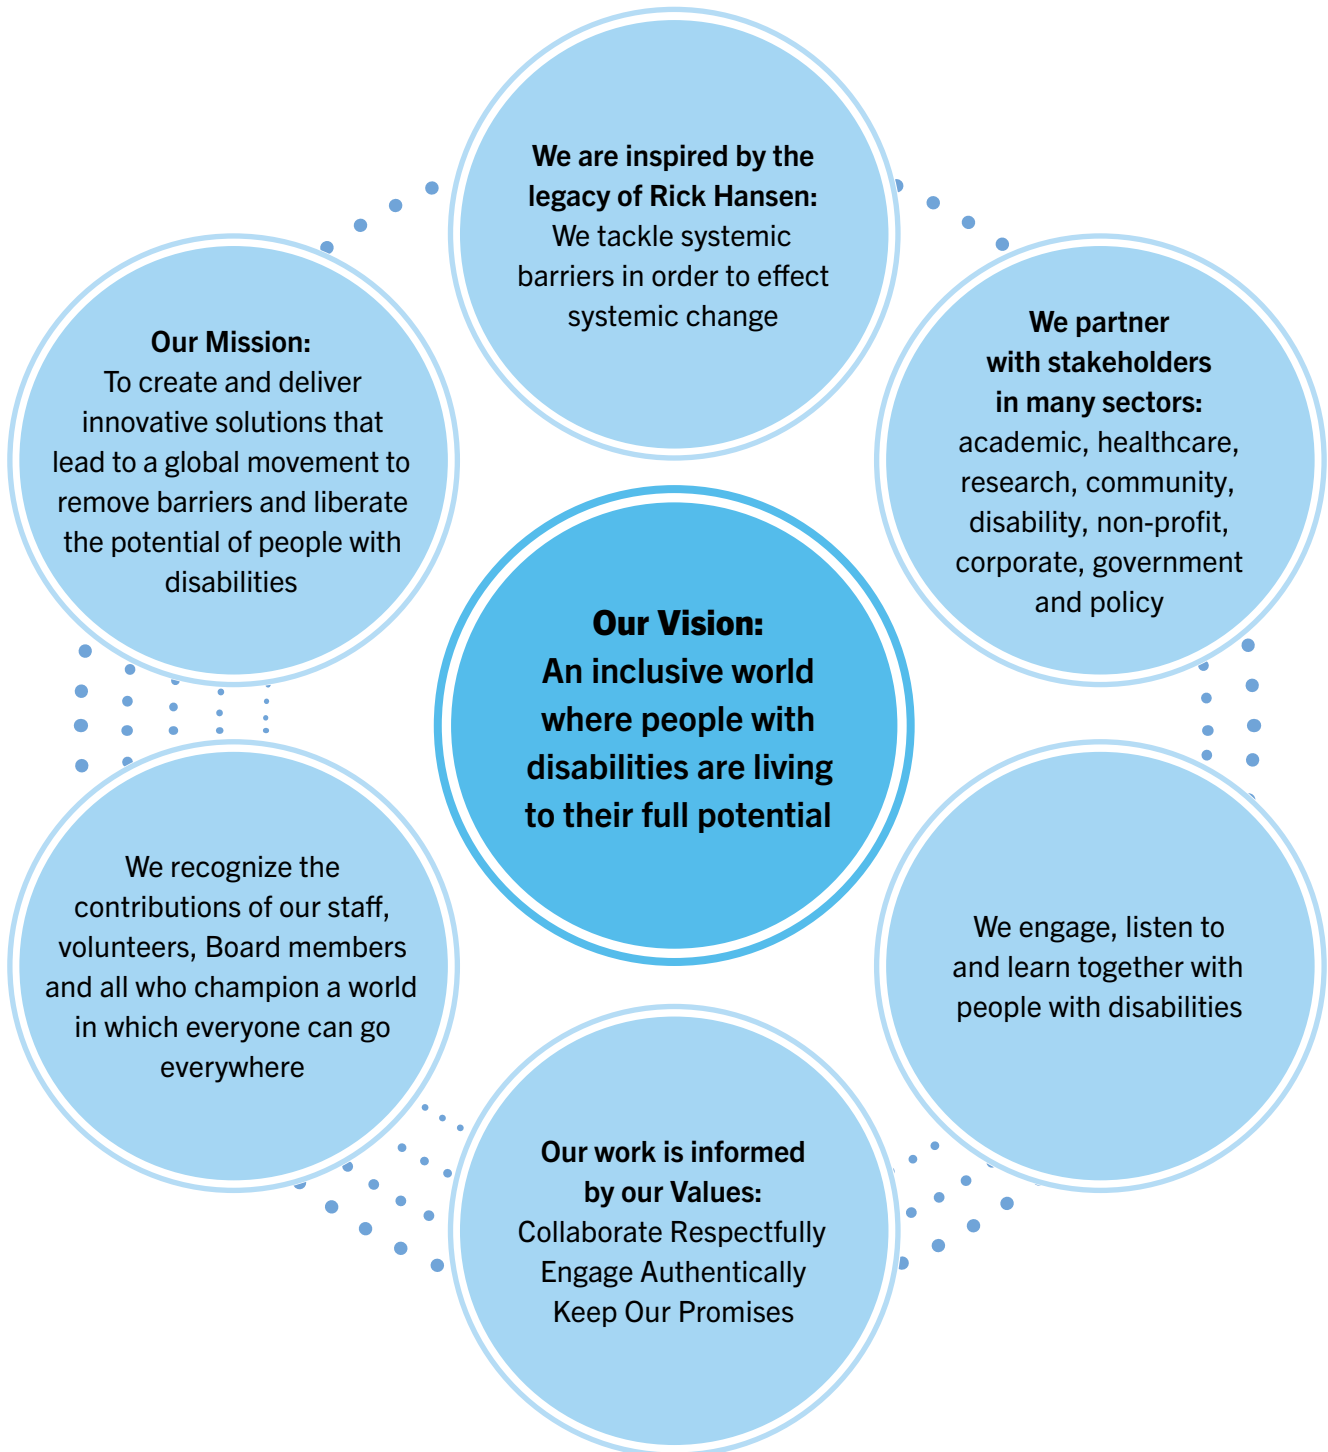 We are inspired by the
legacy of Rick Hansen:
We tackle systemic
barriers in order to effect
systemic change
We partner
with stakeholders
in many sectors:
academic, healthcare,
research, community,
disability, non-profit,
corporate, government
and policy
We engage, listen to
and learn together with
people with disabilities
Our work is informed
by our Values:
Collaborate Respectfully
Engage Authentically
Keep Our Promises
We recognize the
contributions of our staff,
volunteers, Board members
and all who champion a world
in which everyone can go
everywhere
Our Mission:
To create and deliver
innovative solutions that
lead to a global movement to
remove barriers and liberate
the potential of people with
disabilities
Our Vision:
An inclusive world
where people with
disabilities are living
to their full potential